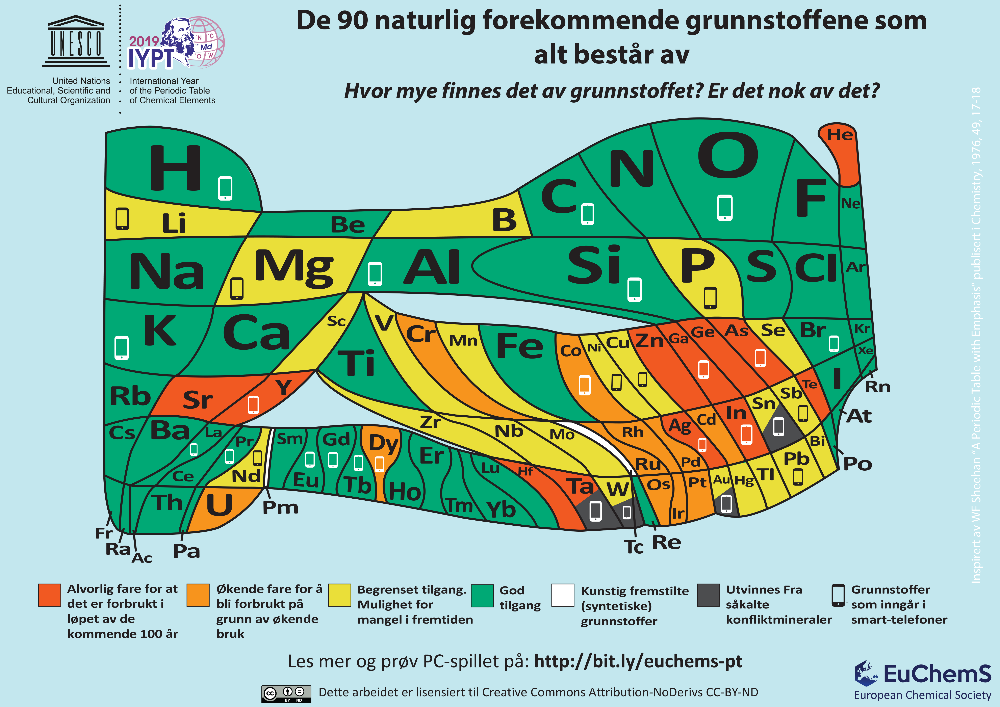 De 90 naturlig forekommende grunnstoffene som
alt består av
Hvor mye finnes det av grunnstoffet? Er det nok av det?
UNESCO
United Nations
Educational, Scientific and
Cultural Organization
2019
IYPT
N C
101 Md
O H
International Year
of the Periodic Table
of Chemical Elements
Inspirert av WF Sheehan “A Periodic Table with Emphasis” publisert i Chemistry, 1976, 49, 17-18
H He
Li Be B C N O F Ne
Na Mg Al Si P S Cl Ar
K Ca Sc Ti V Cr Mn Fe Co Ni Cu Zn Ga Ge As Se Br Kr
Rb Sr Y Zr Nb Mo Tc Ru Rh Pd Ag Cd In Sn Sb Te I Xe
Cs Ba La Ce Pr Nd Pm Sm Eu Gd Tb Dy Ho Er Tm Yb Lu Hf Ta W Re Os Ir Pt Au Hg Tl Pb Bi Po At Rn
Fr Ra Ac Th Pa U
Alvorlig fare for at
det er forbrukt i
løpet av de
kommende 100 år
Økende fare for å
bli forbrukt på
grunn av økende
bruk
Begrenset tilgang.
Mulighet for
mangel i fremtiden
God
tilgang
Kunstig fremstilte
(syntetiske)
grunnstoffer
Utvinnes Fra
såkalte
konfliktmineraler
Grunnstoffer
som inngår i
smart-telefoner
Les mer og prøv PC-spillet på: http://bit.ly/euchems-pt
cc BY ND
Dette arbeidet er lisensiert til Creative Commons Attribution-NoDerivs CC-BY-ND
EuChemS
European Chemical Society